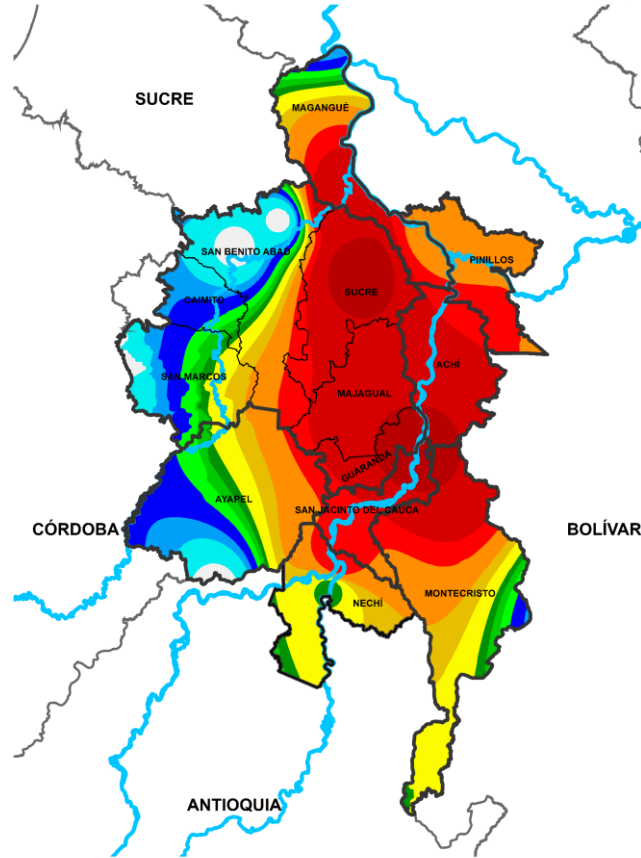 SUCRE
MAGANGUÉ
SAN BENITO ABAD
PINILLOS
CAIMITO
SUCRE
ACHÍ
SAN MARCOS
MAJAGUAL
GUARANDA
AYAPEL
SAN JACINTO DEL CAUCA
CÓRDOBA
BOLÍVAR
MONTECRISTO
NECHÍ
ANTIOQUIA